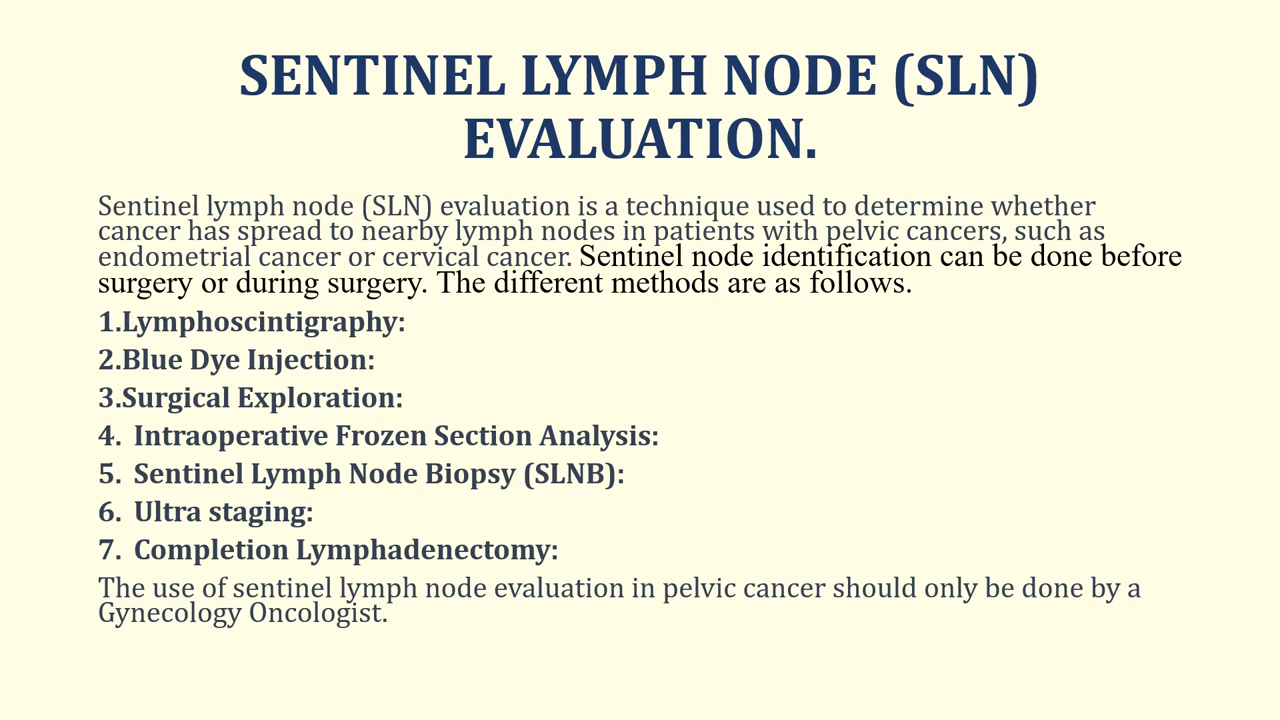 SENTINEL LYMPH NODE (SLN)
EVALUATION.
Sentinel lymph node (SLN) evaluation is a technique used to determine whether
cancer has spread to nearby lymph nodes in patients with pelvic cancers, such as
endometrial cancer or cervical cancer. Sentinel node identification can be done before
surgery or during surgery. The different methods are as follows.
1.Lymphoscintigraphy:
2.Blue Dye Injection:
3.Surgical Exploration:
4. Intraoperative Frozen Section Analysis:
5. Sentinel Lymph Node Biopsy (SLNB):
6. Ultra staging:
7. Completion Lymphadenectomy:
The use of sentinel lymph node evaluation in pelvic cancer should only be done by a
Gynecology Oncologist.